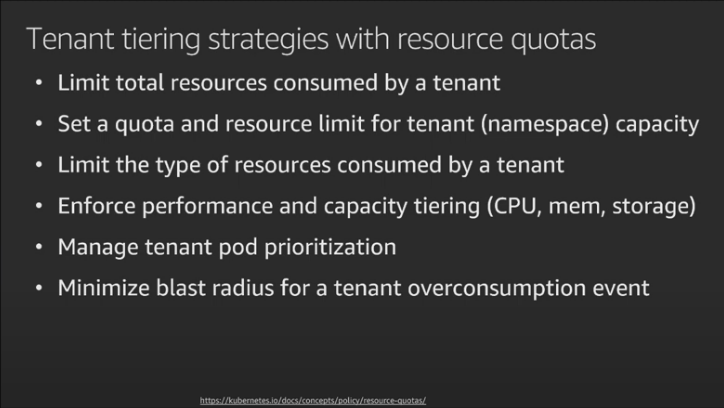 Tenant tiering strategies with resource quotas
• Limit total resources consumed by a tenant
• Set a quota and resource limit for tenant (namespace) capacity
• Limit the type of resources consumed by a tenant
• Enforce performance and capacity tiering (CPU, mem, storage)
• Manage tenant pod prioritization
• Minimize blast radius for a tenant overconsumption event
https://kubernetes.io/docs/concepts/policy/resource-quotas/